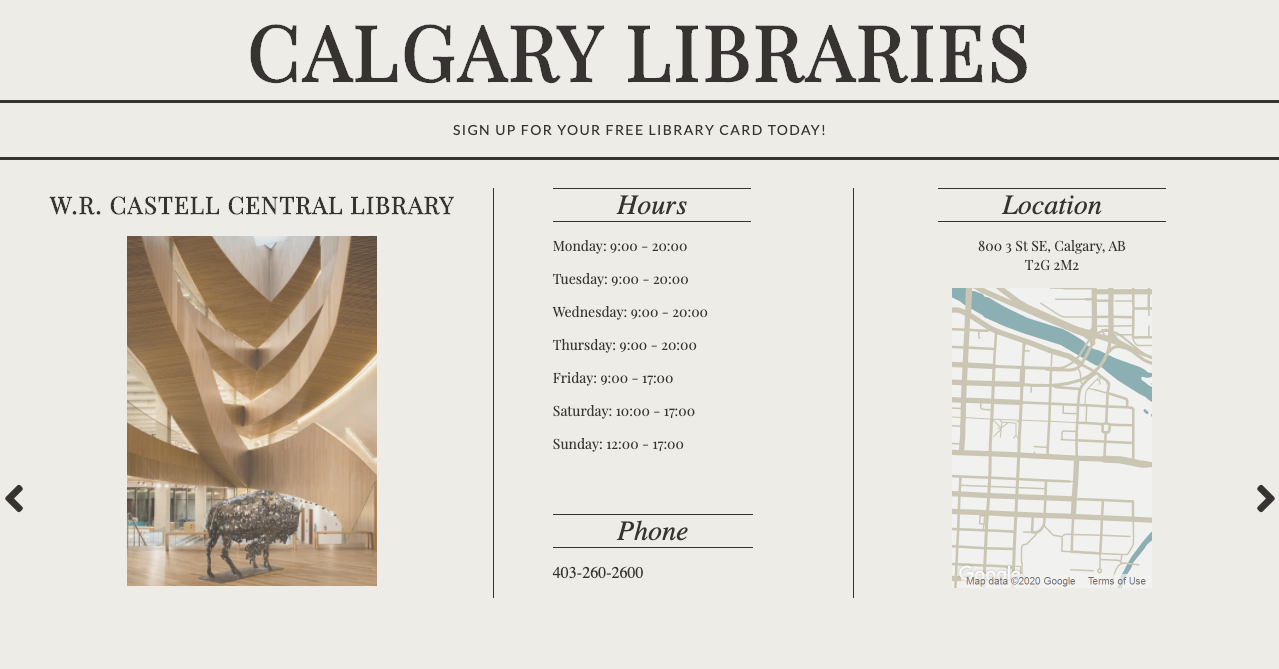 CALGARY LIBRARIES
SIGN UP FOR YOUR FREE LIBRARY CARD TODAY!
W.R. CASTELL CENTRAL LIBRARY
Hours
Monday: 9:00 - 20:00
Tuesday: 9:00 - 20:00
Wednesday: 9:00 - 20:00
Thursday: 9:00 - 20:00
Friday: 9:00 - 17:00
Saturday: 10:00 - 17:00
Sunday: 12:00 - 17:00
Phone
403-260-2600
Location
800 3 St SE, Calgary, AB
T2G 2M2
Google
Map data ©2020 Google Terms of Use